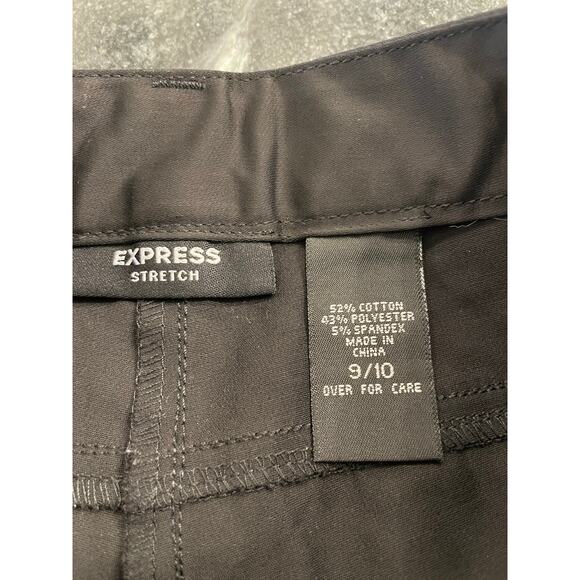 EXPRESS
STRETCH
52% COTTON
43% POLYESTER
5% SPANDEX
MADE IN
CHINA
9/10
OVER FOR CARE